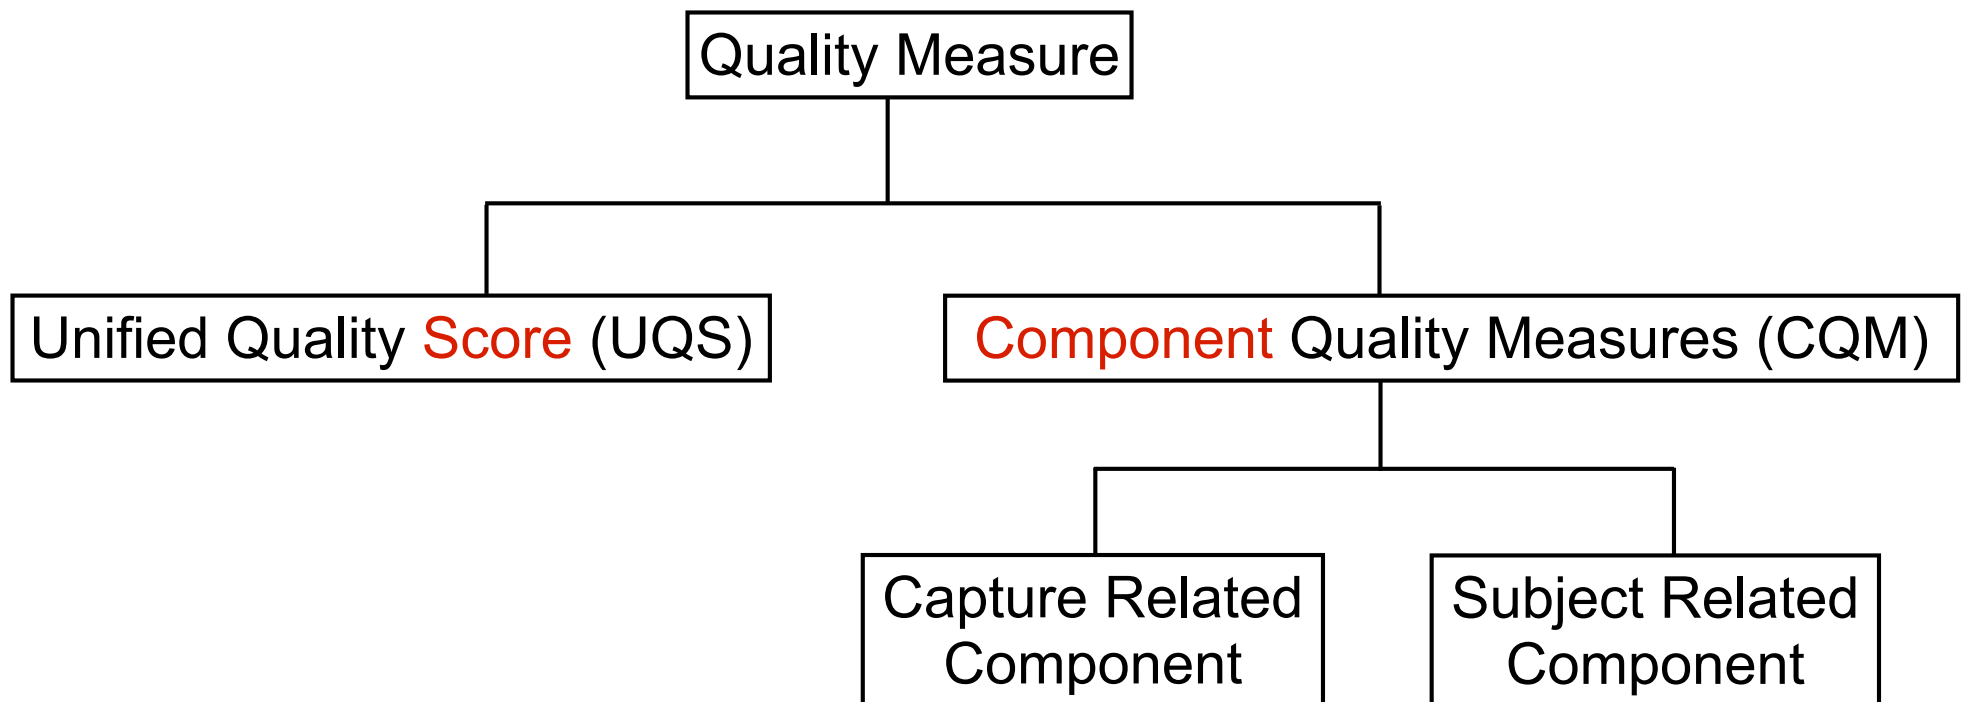 Quality Measure
Unified Quality Score (UQS)
Component Quality Measures (CQM)
Capture Related
Component
Subject Related
Component